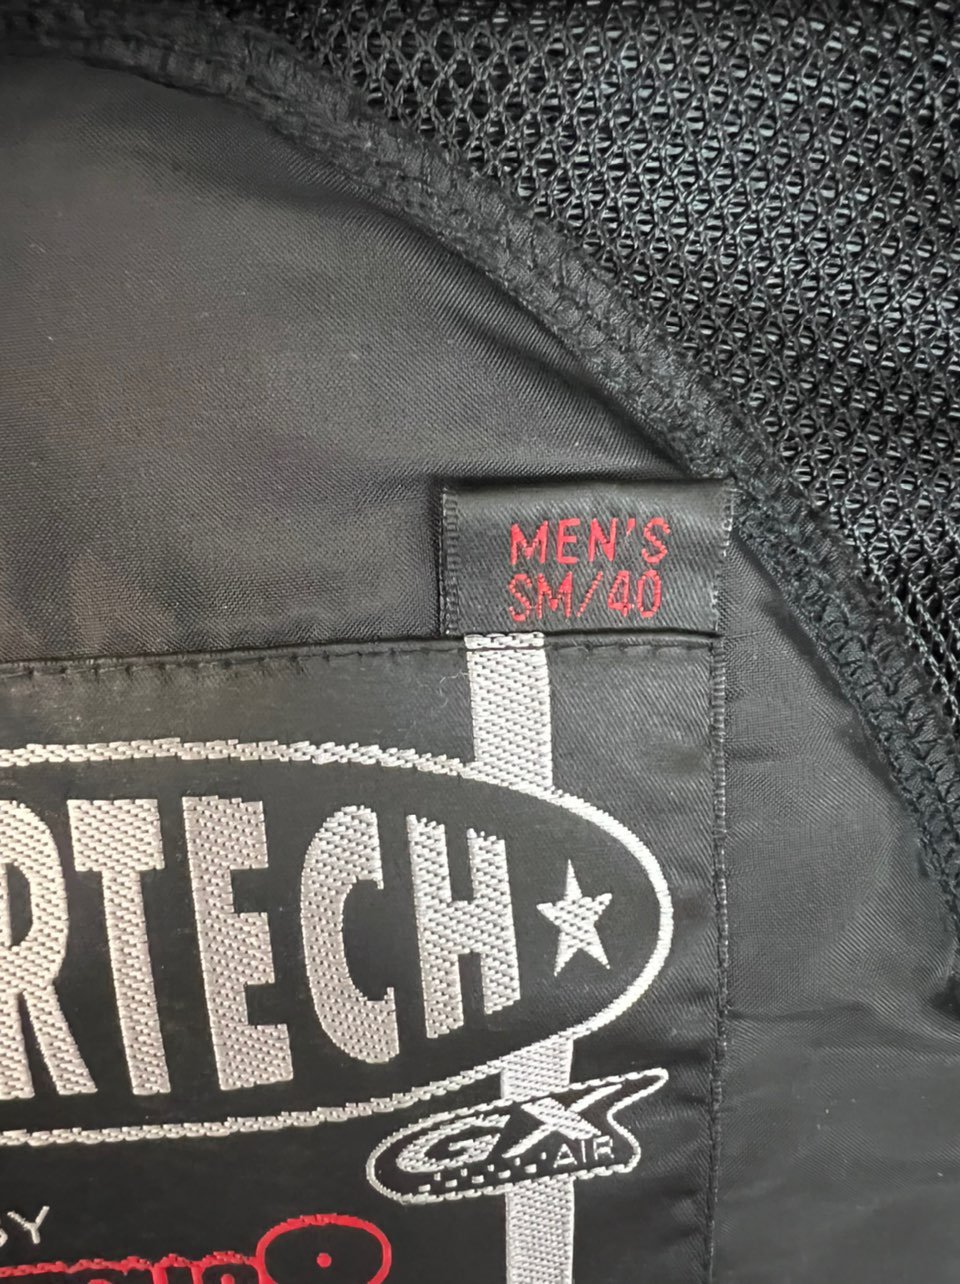 MEN'S
SM/40
RTECH
GX
AIR
BY